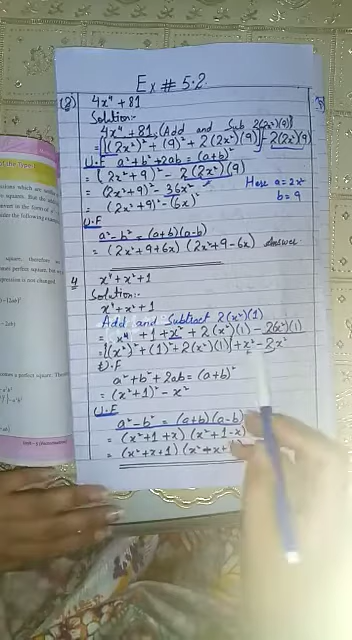 Ex # 5.2
(3) 4x⁴ + 81
Solution:-
4x⁴ + 81 ; (Add and Sub 2(2x²)(9))
= [(2x²)² + (9)² + 2(2x²)(9)] - 2(2x²)(9)
U.F a² + b² + 2ab = (a+b)²
= (2x² + 9)² - 2(2x²)(9)
= (2x² + 9)² - 36x²
Here a = 2x²
b = 9
= (2x² + 9)² - (6x)²
U.F
a² - b² = (a+b)(a-b)
= (2x² + 9 + 6x)(2x² + 9 - 6x) Answer
4 x⁴ + x² + 1
Solution:-
x⁴ + x² + 1
Add and Subtract 2(x²)(1)
= x⁴ + 1 + x² + 2(x²)(1) - 2(x²)(1)
= [(x²)² + (1)² + 2(x²)(1)] + x² - 2x²
U.F
a² + b² + 2ab = (a+b)²
= (x² + 1)² - x²
U.F
a² - b² = (a+b)(a-b)
= (x² + 1 + x)(x² + 1 - x)
= (x² + x + 1)(x² - x +